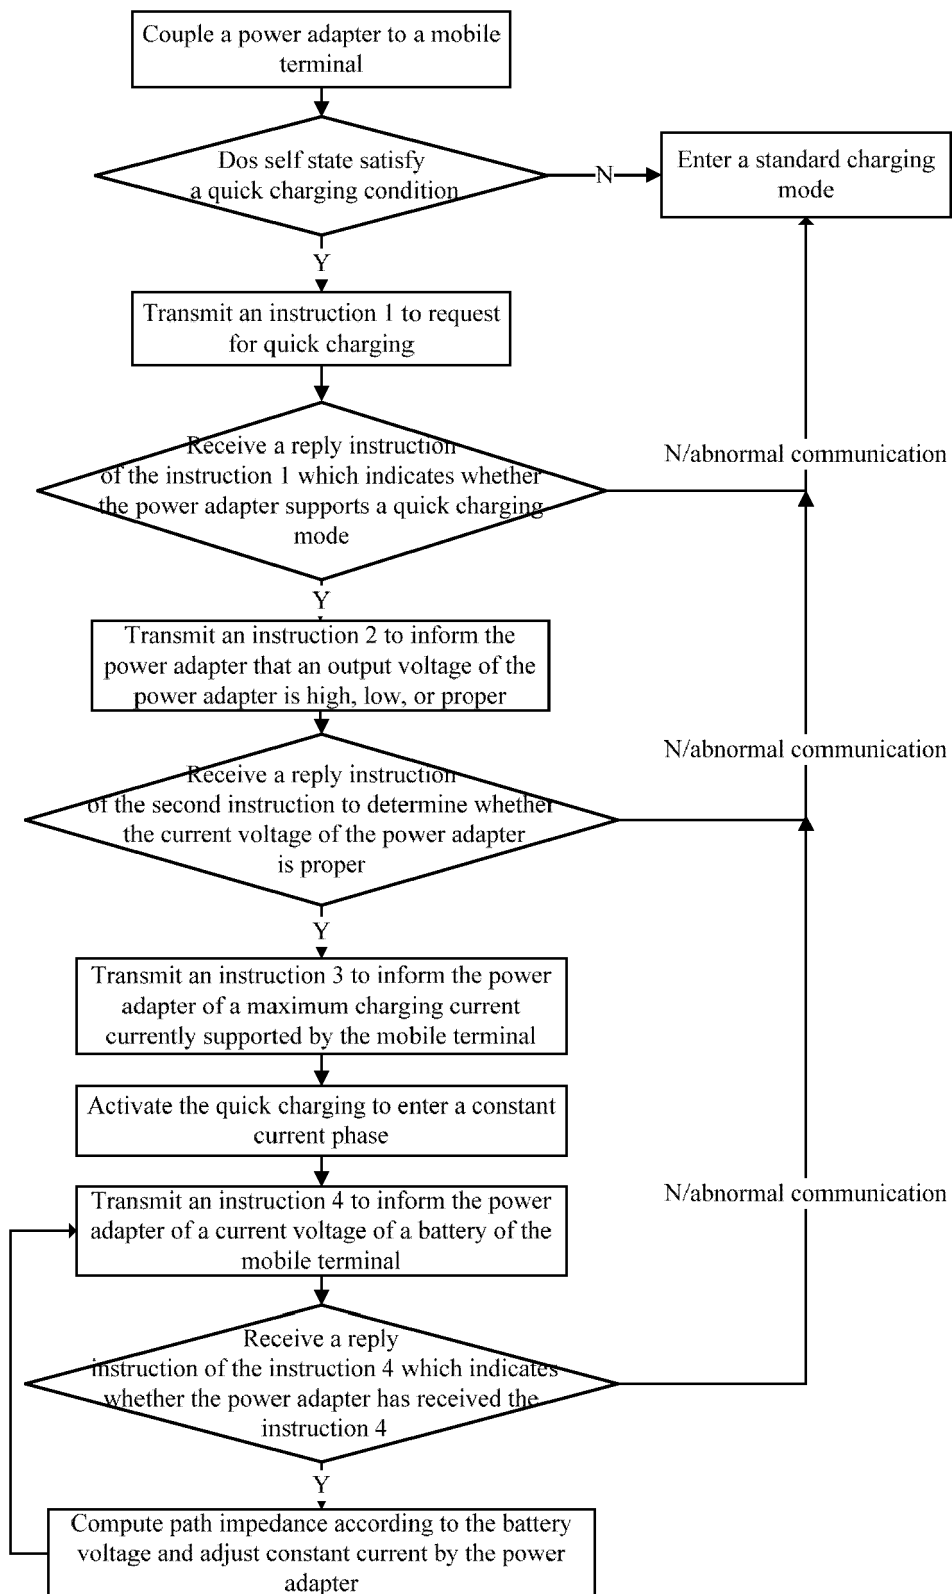 Couple a power adapter to a mobile
terminal
Dos self state satisfy
a quick charging condition
N
Enter a standard charging
mode
Y
Transmit an instruction 1 to request
for quick charging
Receive a reply instruction
of the instruction 1 which indicates whether
the power adapter supports a quick charging
mode
N/abnormal communication
Y
Transmit an instruction 2 to inform the
power adapter that an output voltage of the
power adapter is high, low, or proper
Receive a reply instruction
of the second instruction to determine whether
the current voltage of the power adapter
is proper
N/abnormal communication
Y
Transmit an instruction 3 to inform the power
adapter of a maximum charging current
currently supported by the mobile terminal
Activate the quick charging to enter a constant
current phase
Transmit an instruction 4 to inform the power
adapter of a current voltage of a battery of the
mobile terminal
N/abnormal communication
Receive a reply
instruction of the instruction 4 which indicates
whether the power adapter has received the
instruction 4
Y
Compute path impedance according to the battery
voltage and adjust constant current by the power
adapter